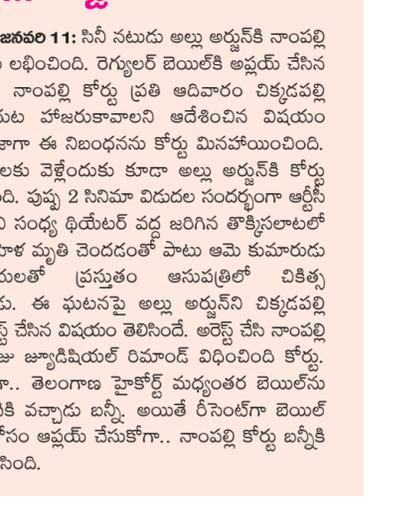 జనవరి 11: సినీ నటుడు అల్లు అర్జున్‌కి నాంపల్లి
లభించింది. రెగ్యులర్ బెయిల్‌కి అప్లయ్ చేసిన
నాంపల్లి కోర్టు ప్రతి ఆదివారం చిక్కడపల్లి
హాజరుకావాలని ఆదేశించిన విషయం
ఈ నిబంధనను కోర్టు మినహాయించింది.
వెళ్లేందుకు కూడా అల్లు అర్జున్‌కి కోర్టు
పుష్ప 2 సినిమా విడుదల సందర్భంగా ఆర్టీసీ
సంధ్య థియేటర్ వద్ద జరిగిన తొక్కిసలాటలో
మృతి చెందడంతో పాటు ఆమె కుమారుడు
ప్రస్తుతం ఆసుపత్రిలో చికిత్స
ఈ ఘటనపై అల్లు అర్జున్‌ని చిక్కడపల్లి
చేసిన విషయం తెలిసిందే. అరెస్ట్ చేసి నాంపల్లి
జ్యూడిషియల్ రిమాండ్ విధించింది కోర్టు.
తెలంగాణ హైకోర్ట్ మధ్యంతర బెయిల్‌ను
వచ్చాడు బన్నీ. అయితే రీసెంట్‌గా బెయిల్
ఆప్లయ్ చేసుకోగా.. నాంపల్లి కోర్టు బన్నీకి